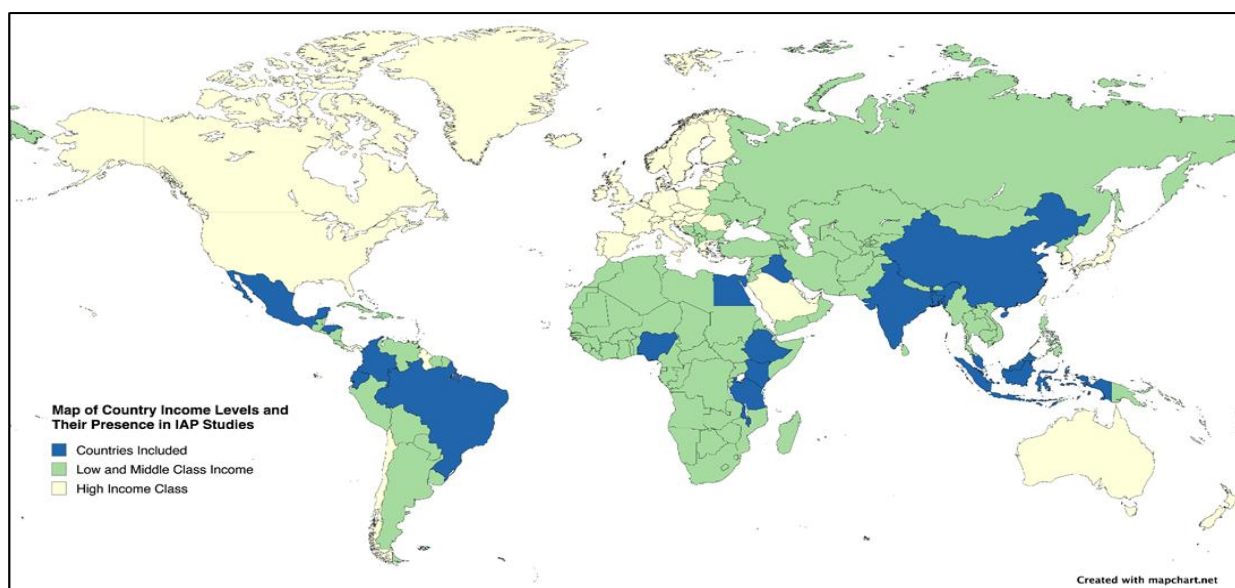 Map of Country Income Levels and
Their Presence in IAP Studies
Countries Included
Low and Middle Class Income
High Income Class
Created with mapchart.net